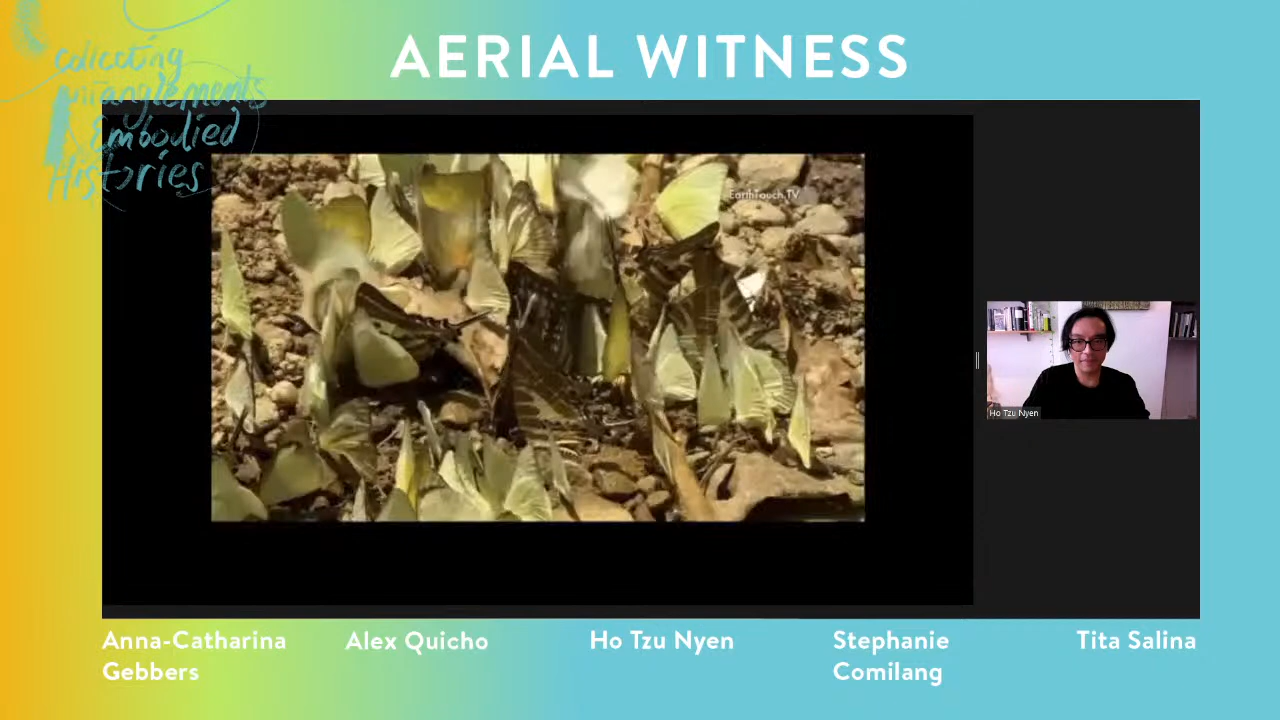 AERIAL WITNESS
Collecting
Entanglements
& Embodied
Histories
EarthTouch.TV
Ho Tzu Nyen
Anna-Catharina
Gebbers
Alex Quicho
Ho Tzu Nyen
Stephanie
Comilang
Tita Salina